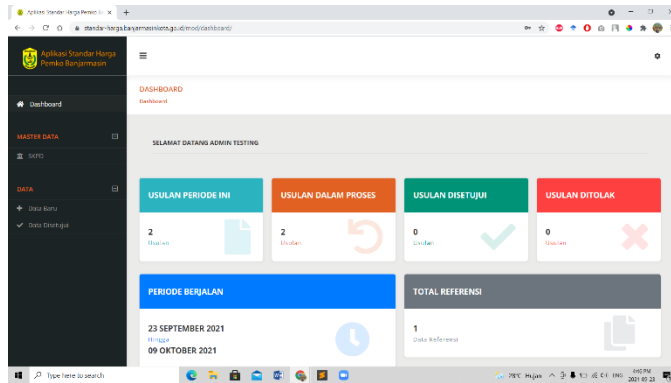 Aplikasi Standar Harga Pemko B
standar-harga.banjarmasinkota.go.id/mod/dashboard/
Aplikasi Standar Harga
Pemko Banjarmasin
Dashboard
MASTER DATA
SKPD
DATA
Data Baru
Data Disetujui
DASHBOARD
Dashboard
SELAMAT DATANG ADMIN TESTING
USULAN PERIODE INI
2
Usulan
USULAN DALAM PROSES
2
Usulan
USULAN DISETUJUI
0
Usulan
USULAN DITOLAK
0
Usulan
PERIODE BERJALAN
23 SEPTEMBER 2021
Hingga
09 OKTOBER 2021
TOTAL REFERENSI
1
Data Referensi
Type here to search
Hujan
ENG
2021-09-23